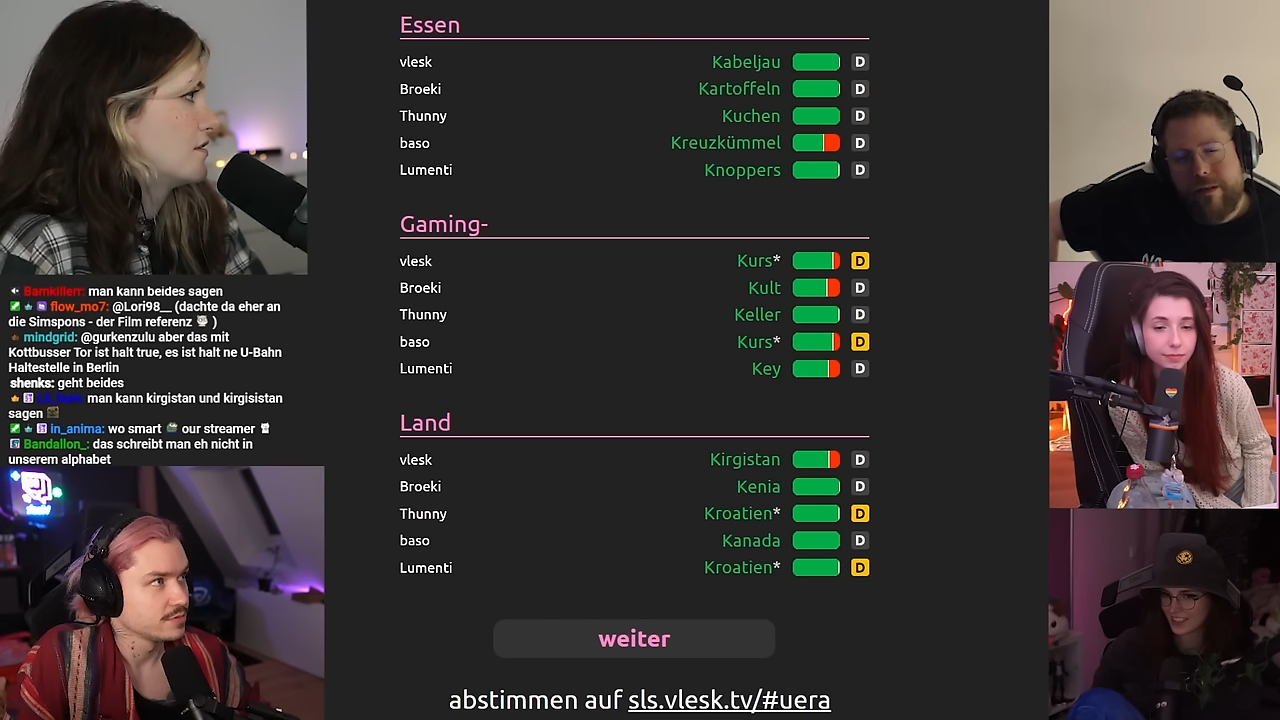 Essen
vlesk Kabeljau D
Broeki Kartoffeln D
Thunny Kuchen D
baso Kreuzkümmel D
Lumenti Knoppers D
Gaming-
vlesk Kurs* D
Broeki Kult D
Thunny Keller D
baso Kurs* D
Lumenti Key D
Land
vlesk Kirgistan D
Broeki Kenia D
Thunny Kroatien* D
baso Kanada D
Lumenti Kroatien* D
weiter
abstimmen auf sls.vlesk.tv/#uera
Bamkillerr: man kann beides sagen
flow_mo7: @Lori98__ (dachte da eher an
die Simspons - der Film referenz )
mindgrid: @gurkenzulu aber das mit
Kottbusser Tor ist halt true, es ist halt ne U-Bahn
Haltestelle in Berlin
shenks: geht beides
man kann kirgistan und kirgisistan
sagen
in_anima: wo smart our streamer
Bandallon_: das schreibt man eh nicht in
unserem alphabet